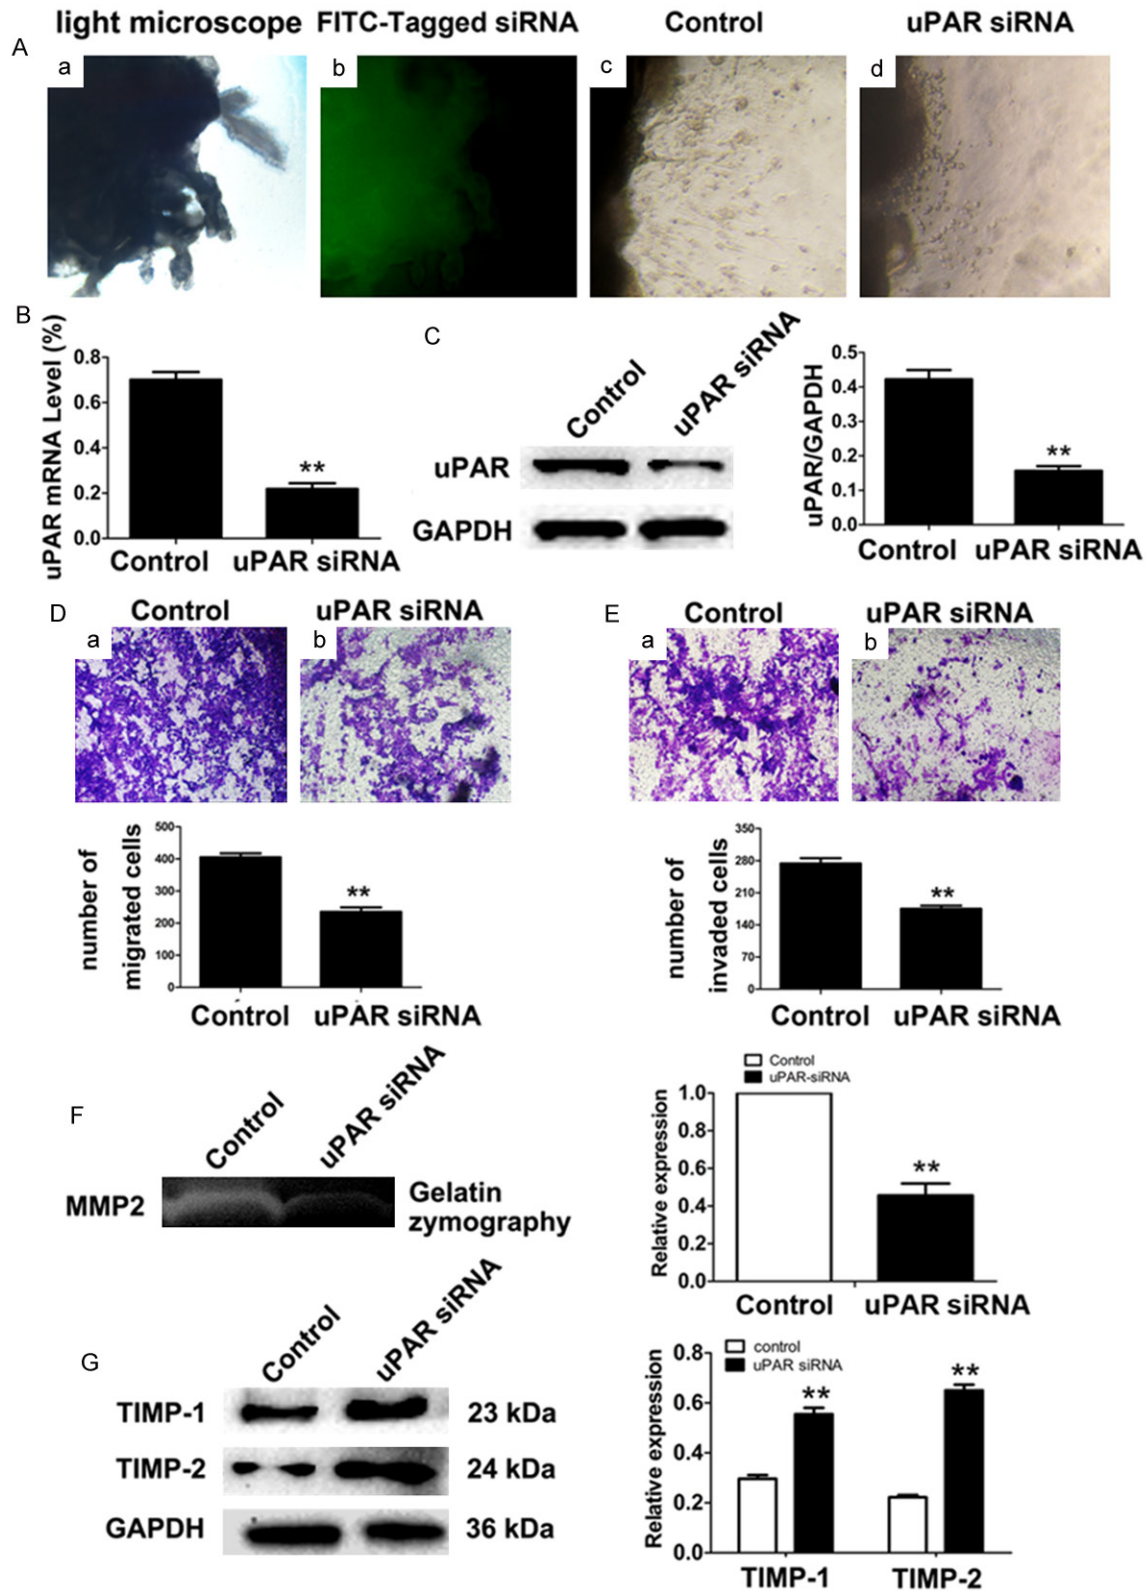 light microscope FITC-Tagged siRNA Control uPAR siRNA
A
a b c d
B
uPAR mRNA Level (%)
0.8
0.6
0.4
0.2
0.0
**
Control uPAR siRNA
C
Control uPAR siRNA
uPAR
GAPDH
uPAR/GAPDH
0.5
0.4
0.3
0.2
0.1
0.0
**
Control uPAR siRNA
D
Control uPAR siRNA
a b
number of
migrated cells
500
400
300
200
100
0
**
Control uPAR siRNA
E
Control uPAR siRNA
a b
number of
invaded cells
350
280
210
140
70
0
**
Control uPAR siRNA
F
Control uPAR siRNA
MMP2
Gelatin
zymography
Control
uPAR-siRNA
Relative expression
1.0
0.8
0.6
0.4
0.2
0.0
**
Control uPAR siRNA
G
Control uPAR siRNA
TIMP-1 23 kDa
TIMP-2 24 kDa
GAPDH 36 kDa
control
uPAR siRNA
Relative expression
0.8
0.6
0.4
0.2
0.0
** **
TIMP-1 TIMP-2